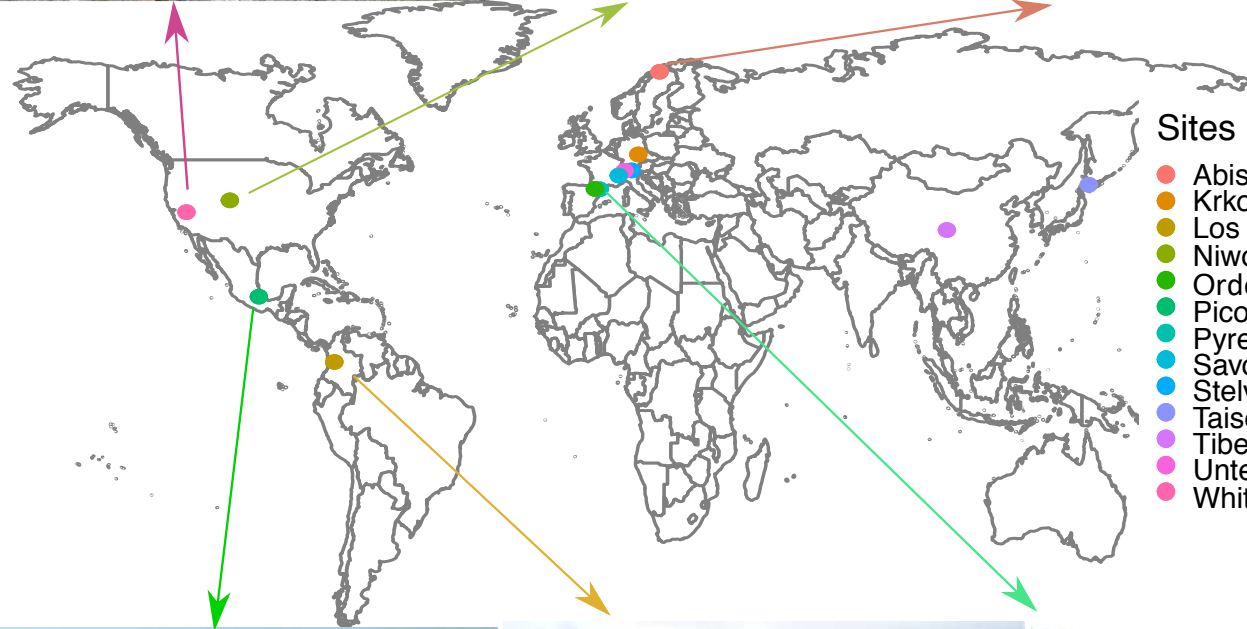 Sites
Abis
Krko
Los
Niwo
Orde
Pico
Pyre
Savo
Stelv
Taise
Tibe
Unte
Whit